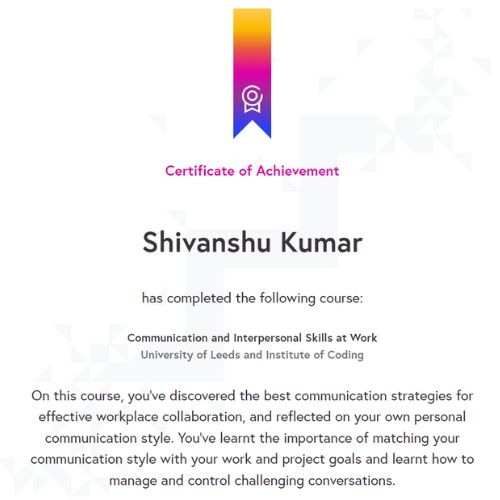 Certificate of Achievement
Shivanshu Kumar
has completed the following course:
Communication and Interpersonal Skills at Work
University of Leeds and Institute of Coding
On this course, you've discovered the best communication strategies for
effective workplace collaboration, and reflected on your own personal
communication style. You've learnt the importance of matching your
communication style with your work and project goals and learnt how to
manage and control challenging conversations.